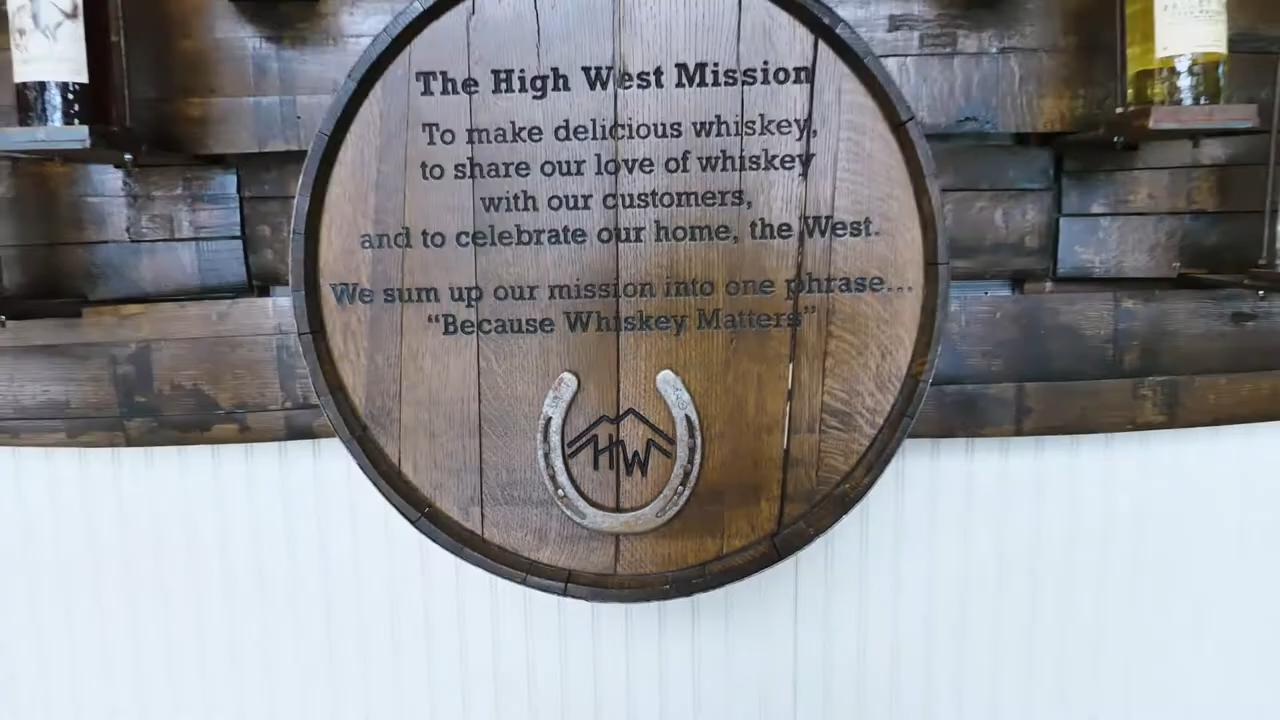 The High West Mission
To make delicious whiskey,
to share our love of whiskey
with our customers,
and to celebrate our home, the West.
We sum up our mission into one phrase...
“Because Whiskey Matters”
HW